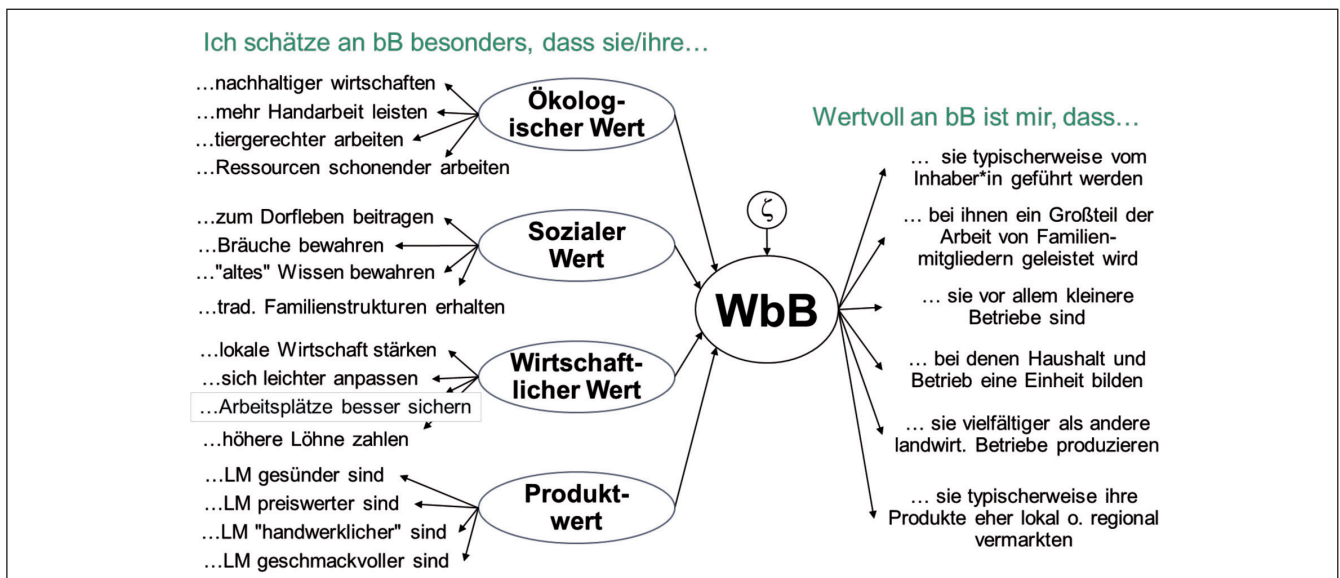 Ich schätze an bB besonders, dass sie/ihre…
…nachhaltiger wirtschaften
…mehr Handarbeit leisten
…tiergerechter arbeiten
…Ressourcen schonender arbeiten
Ökolog-
ischer Wert
…zum Dorfleben beitragen
…Bräuche bewahren
…"altes" Wissen bewahren
…trad. Familienstrukturen erhalten
Sozialer
Wert
…lokale Wirtschaft stärken
…sich leichter anpassen
…Arbeitsplätze besser sichern
…höhere Löhne zahlen
Wirtschaft-
licher Wert
…LM gesünder sind
…LM preiswerter sind
…LM "handwerklicher" sind
…LM geschmackvoller sind
Produkt-
wert
ζ
WbB
Wertvoll an bB ist mir, dass…
… sie typischerweise vom
Inhaber*in geführt werden
… bei ihnen ein Großteil der
Arbeit von Familien-
mitgliedern geleistet wird
… sie vor allem kleinere
Betriebe sind
… bei denen Haushalt und
Betrieb eine Einheit bilden
… sie vielfältiger als andere
landwirt. Betriebe produzieren
… sie typischerweise ihre
Produkte eher lokal o. regional
vermarkten